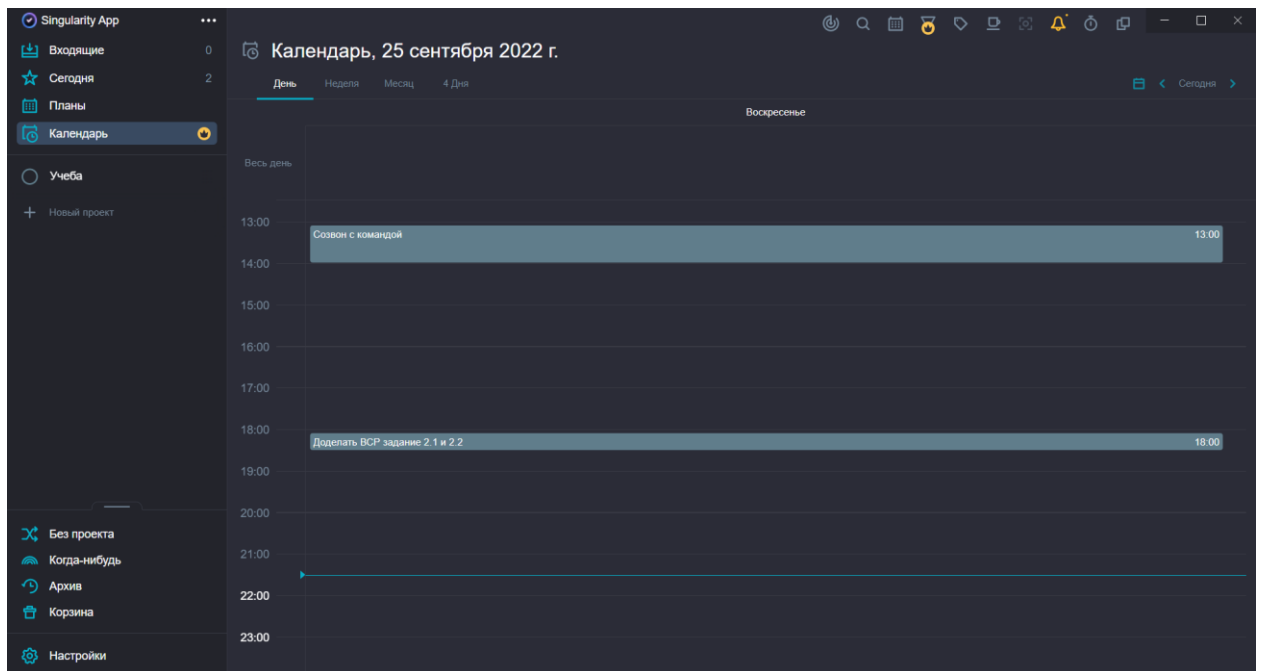 Singularity App
Входящие 0
Сегодня 2
Планы
Календарь
Учеба
Новый проект
Без проекта
Когда-нибудь
Архив
Корзина
Настройки
Календарь, 25 сентября 2022 г.
День Неделя Месяц 4 Дня
Сегодня
Воскресенье
Весь день
13:00
Созвон с командой 13:00
14:00
15:00
16:00
17:00
18:00
Доделать ВСР задание 2.1 и 2.2 18:00
19:00
20:00
21:00
22:00
23:00